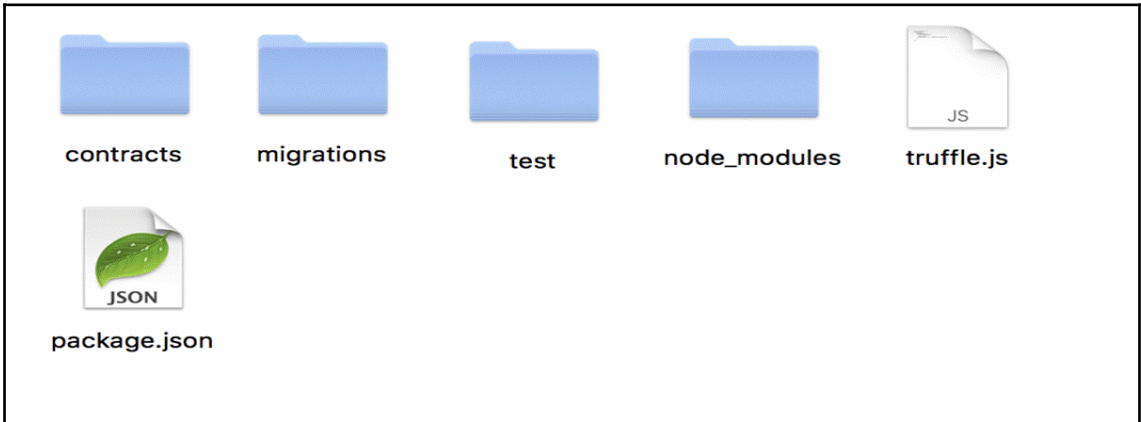 JS
contracts
migrations
test
node_modules
truffle.js
JSON
package.json